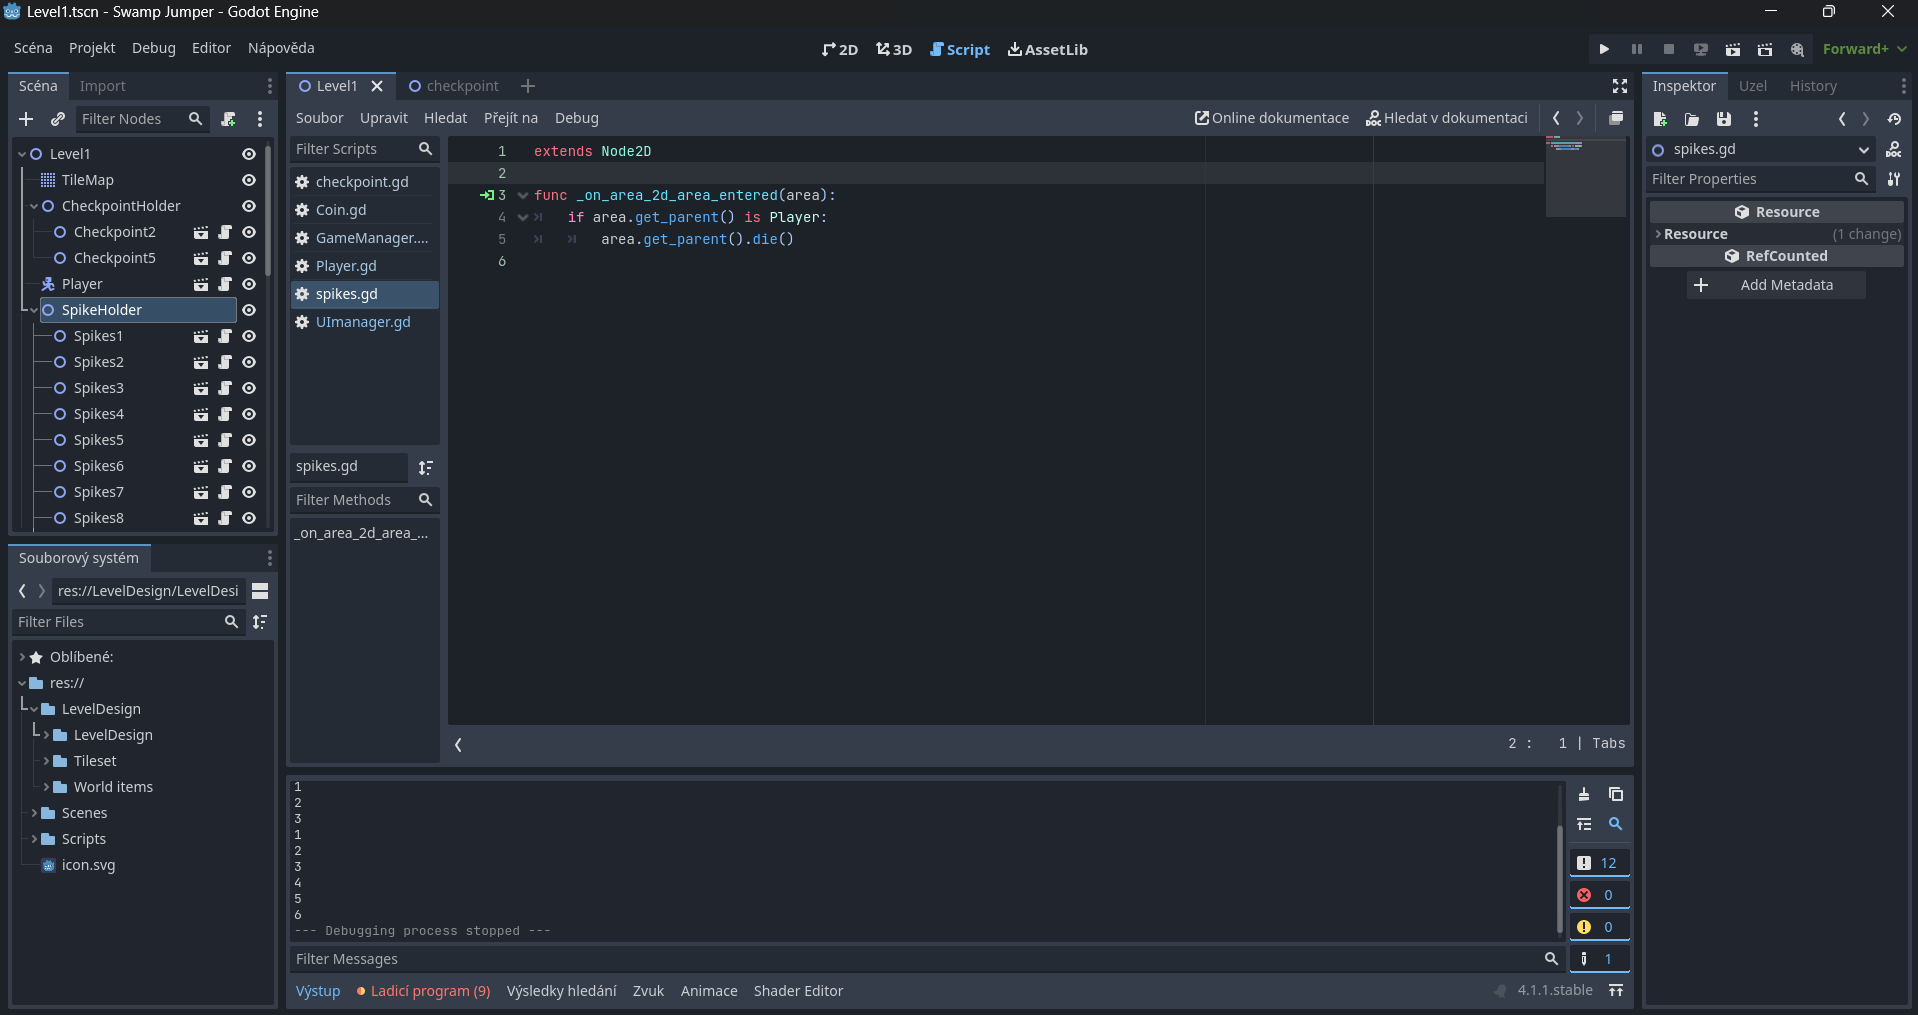 Level1.tscn - Swamp Jumper - Godot Engine
Scéna Projekt Debug Editor Nápověda
2D 3D Script AssetLib
Forward+
Scéna Import
Filter Nodes
Level1
TileMap
CheckpointHolder
Checkpoint2
Checkpoint5
Player
SpikeHolder
Spikes1
Spikes2
Spikes3
Spikes4
Spikes5
Spikes6
Spikes7
Spikes8
Souborový systém
res://LevelDesign/LevelDesi
Filter Files
Oblíbené:
res://
LevelDesign
LevelDesign
Tileset
World items
Scenes
Scripts
icon.svg
Level1 checkpoint
Soubor Upravit Hledat Přejít na Debug
Online dokumentace Hledat v dokumentaci
Filter Scripts
checkpoint.gd
Coin.gd
GameManager....
Player.gd
spikes.gd
UImanager.gd
spikes.gd
Filter Methods
_on_area_2d_area_...
1 extends Node2D
2
3 func _on_area_2d_area_entered(area):
4 if area.get_parent() is Player:
5 area.get_parent().die()
6
2 : 1 | Tabs
1
2
3
1
2
3
4
5
6
--- Debugging process stopped ---
Filter Messages
12
0
0
1
Výstup Ladicí program (9) Výsledky hledání Zvuk Animace Shader Editor
4.1.1.stable
Inspektor Uzel History
spikes.gd
Filter Properties
Resource
Resource (1 change)
RefCounted
Add Metadata